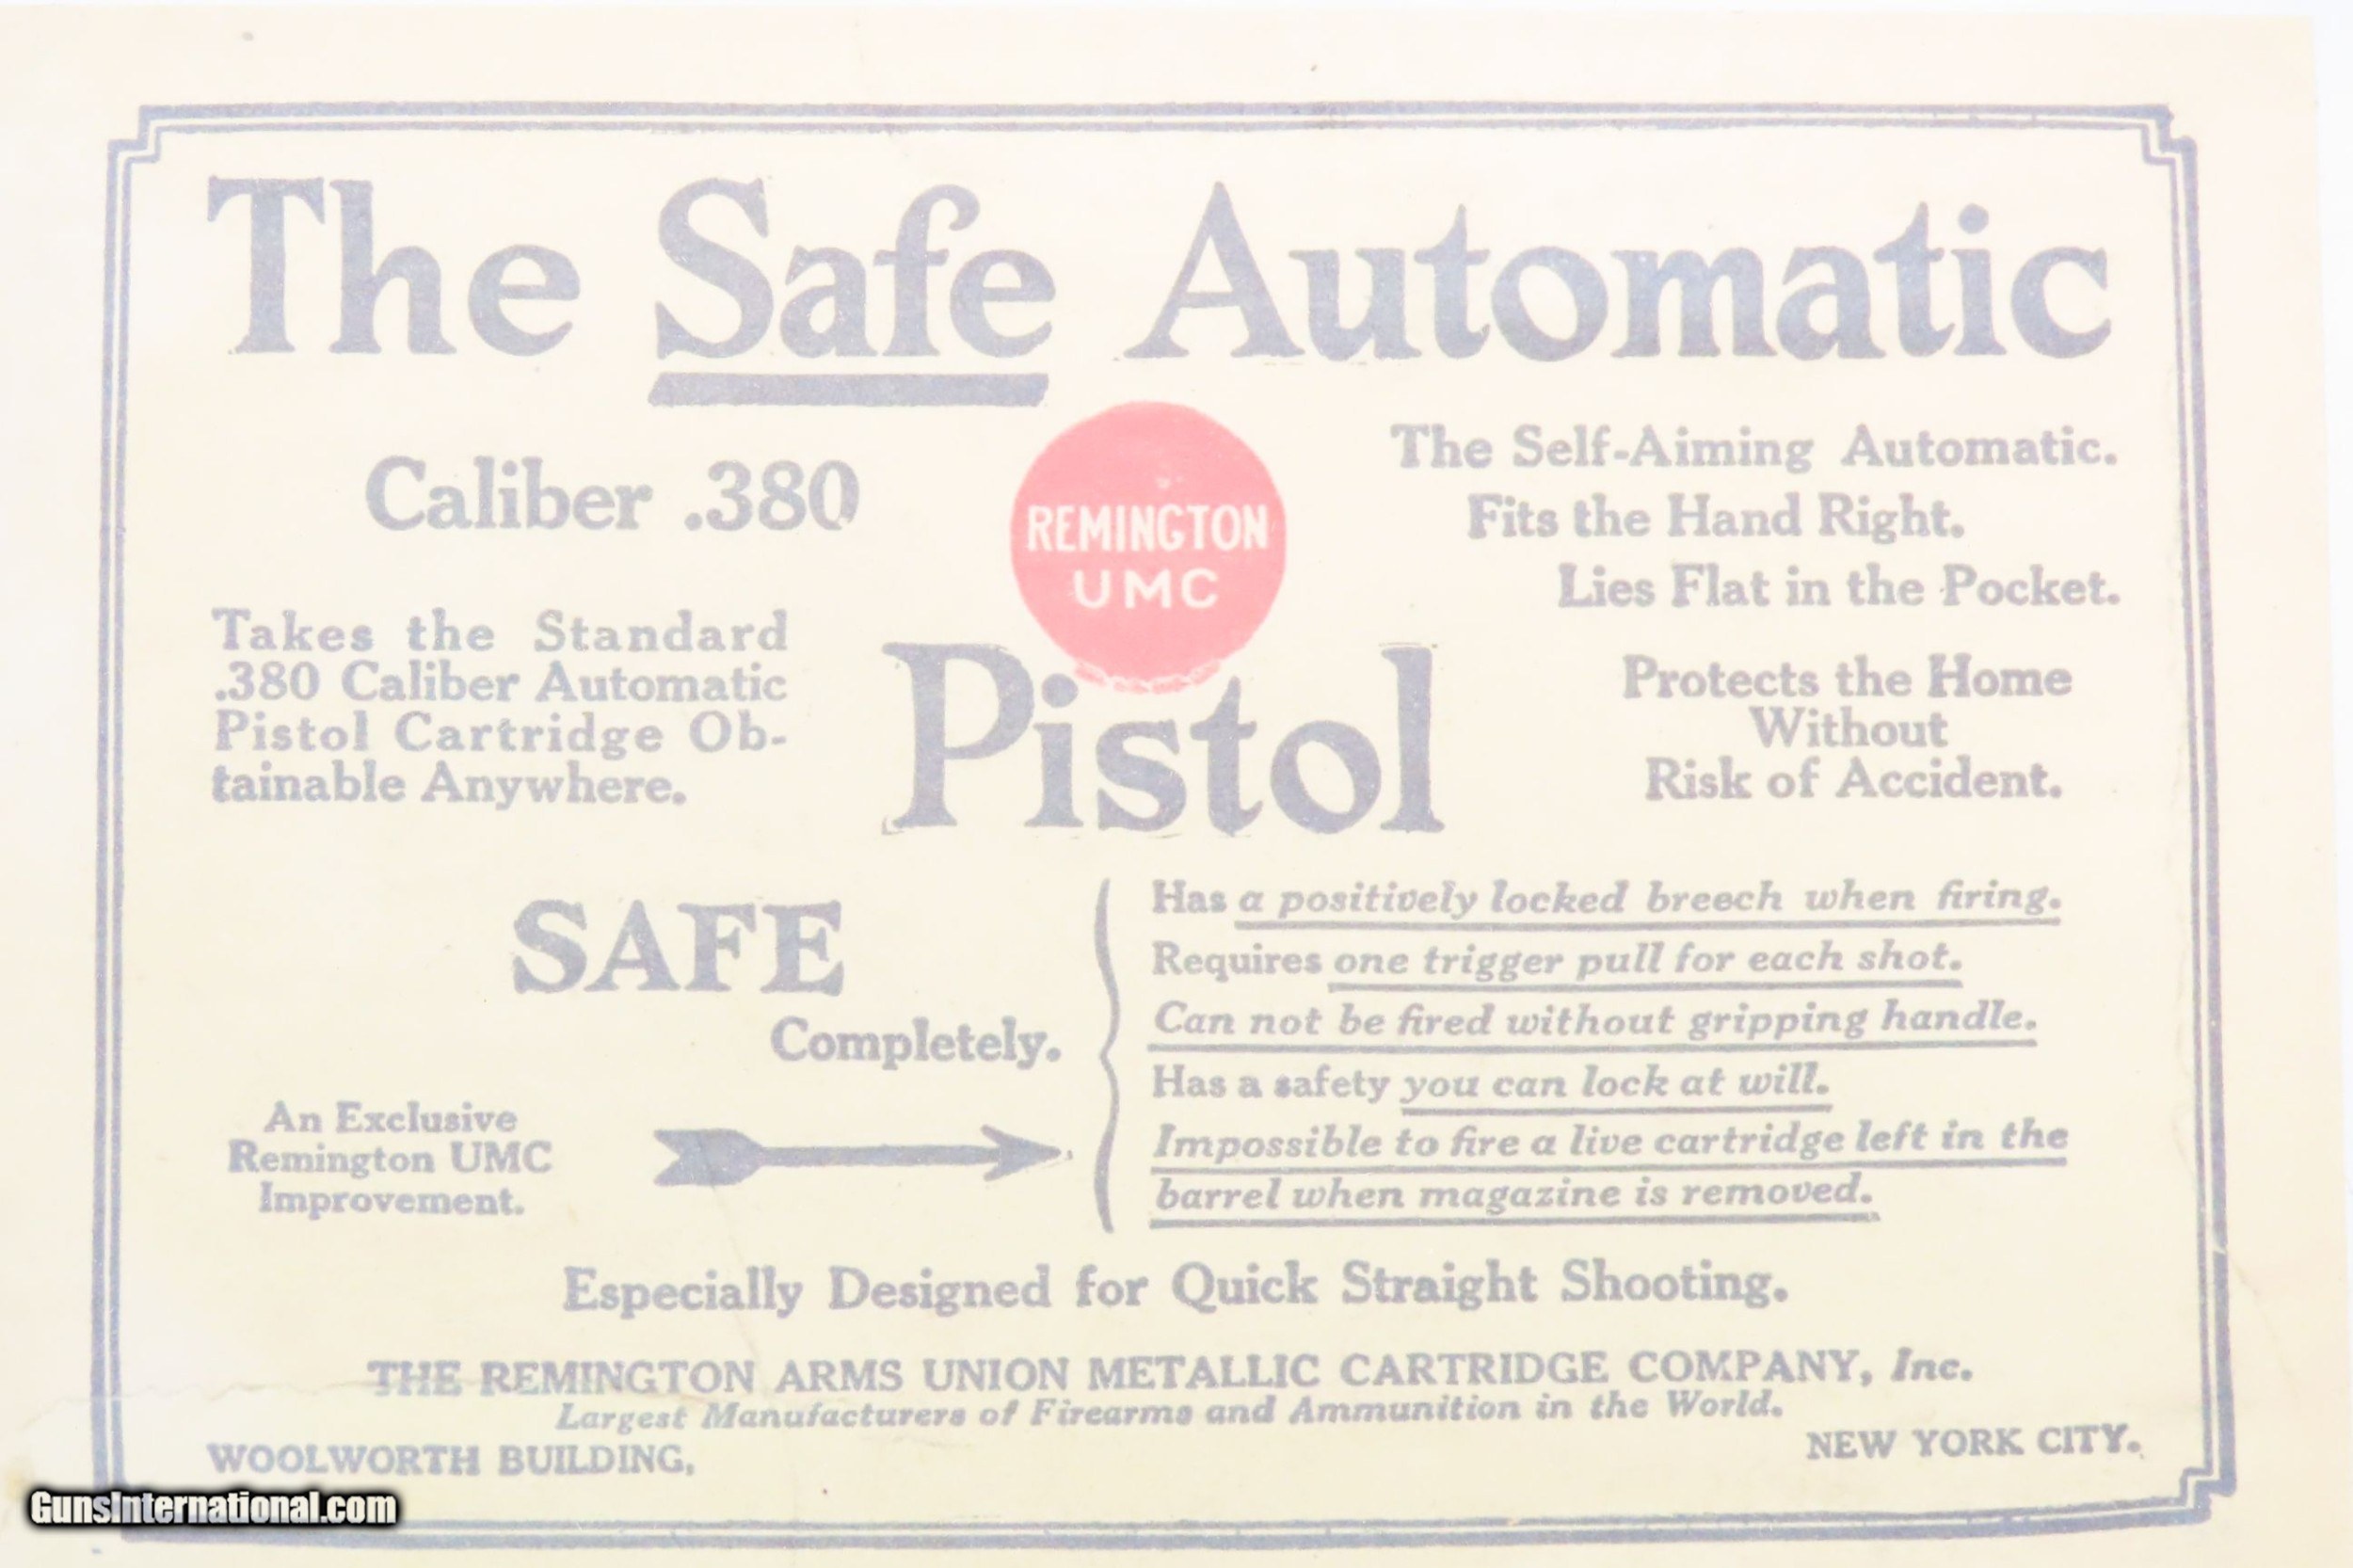 The Safe Automatic
Caliber .380
REMINGTON
UMC
The Self-Aiming Automatic.
Fits the Hand Right.
Lies Flat in the Pocket.
Takes the Standard
.380 Caliber Automatic
Pistol Cartridge Ob-
tainable Anywhere.
Pistol
Protects the Home
Without
Risk of Accident.
SAFE
Completely.
An Exclusive
Remington UMC
Improvement.
Has a positively locked breech when firing.
Requires one trigger pull for each shot.
Can not be fired without gripping handle.
Has a safety you can lock at will.
Impossible to fire a live cartridge left in the
barrel when magazine is removed.
Especially Designed for Quick Straight Shooting.
THE REMINGTON ARMS UNION METALLIC CARTRIDGE COMPANY, Inc.
Largest Manufacturers of Firearms and Ammunition in the World.
WOOLWORTH BUILDING,
NEW YORK CITY.
GunsInternational.com